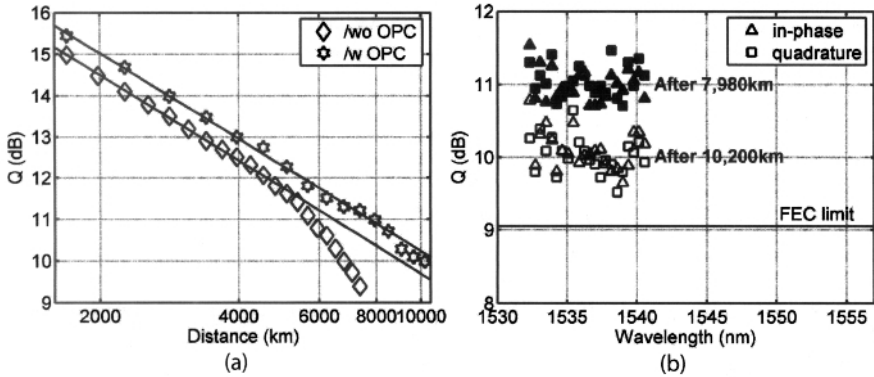 16
15
14
13
12
11
10
9
Q (dB)
/wo OPC
/w OPC
2000 4000 6000 8000 10000
Distance (km)
(a)
12
11
10
9
8
Q (dB)
in-phase
quadrature
After 7,980km
After 10,200km
FEC limit
1530 1535 1540 1545 1550 1555
Wavelength (nm)
(b)